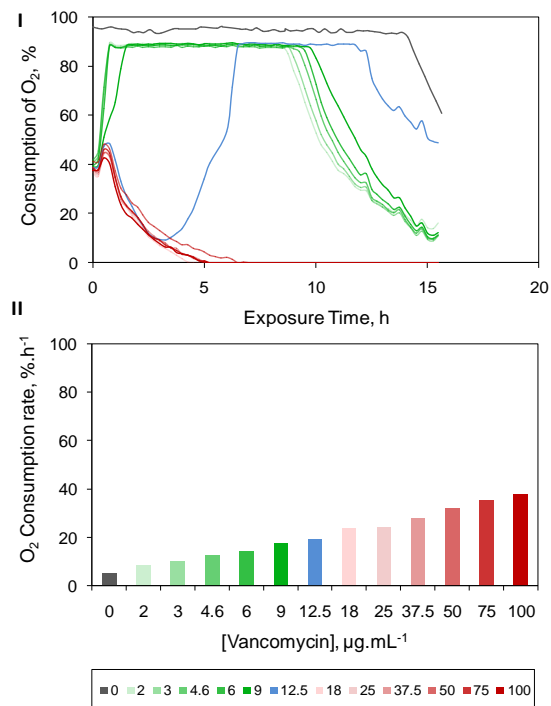 I
100
80
60
40
20
0
Consumption of O₂, %
0 5 10 15 20
Exposure Time, h
II
100
80
60
40
20
0
O₂ Consumption rate, %.h⁻¹
0 2 3 4.6 6 9 12.5 18 25 37.5 50 75 100
[Vancomycin], µg.mL⁻¹
0 2 3 4.6 6 9 12.5 18 25 37.5 50 75 100